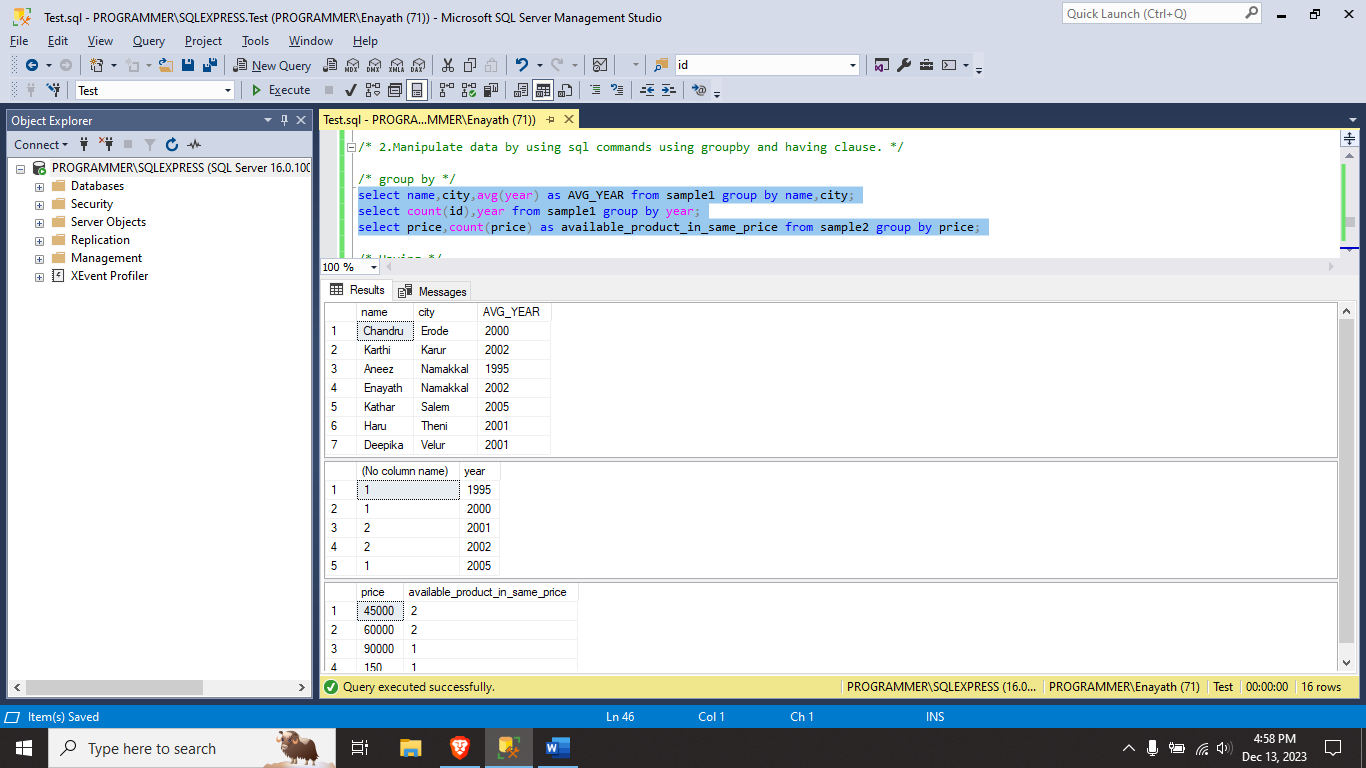 Test.sql - PROGRAMMER\SQLEXPRESS.Test (PROGRAMMER\Enayath (71)) - Microsoft SQL Server Management Studio
Quick Launch (Ctrl+Q)
File Edit View Query Project Tools Window Help
New Query MDX DMX XMLA DAX id
Test Execute
Object Explorer
Connect
PROGRAMMER\SQLEXPRESS (SQL Server 16.0.100
Databases
Security
Server Objects
Replication
Management
XEvent Profiler
Test.sql - PROGRA...MMER\Enayath (71))
/* 2.Manipulate data by using sql commands using groupby and having clause. */
/* group by */
select name,city,avg(year) as AVG_YEAR from sample1 group by name,city;
select count(id),year from sample1 group by year;
select price,count(price) as available_product_in_same_price from sample2 group by price;
/* Having */
100 %
Results Messages
name city AVG_YEAR
1 Chandru Erode 2000
2 Karthi Karur 2002
3 Aneez Namakkal 1995
4 Enayath Namakkal 2002
5 Kathar Salem 2005
6 Haru Theni 2001
7 Deepika Velur 2001
(No column name) year
1 1 1995
2 1 2000
3 2 2001
4 2 2002
5 1 2005
price available_product_in_same_price
1 45000 2
2 60000 2
3 90000 1
4 150 1
Query executed successfully.
PROGRAMMER\SQLEXPRESS (16.0... PROGRAMMER\Enayath (71) Test 00:00:00 16 rows
Item(s) Saved Ln 46 Col 1 Ch 1 INS
Type here to search
4:58 PM
Dec 13, 2023